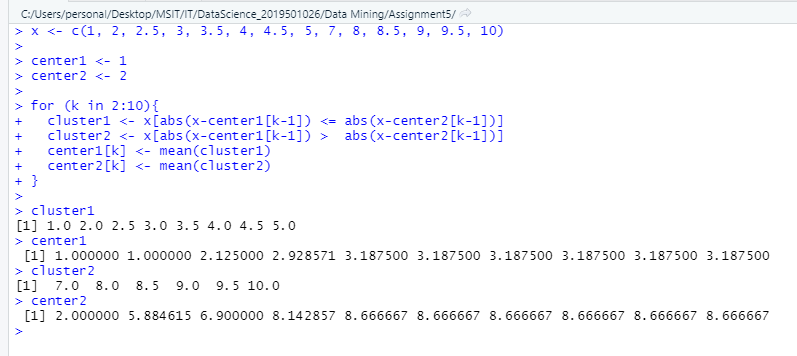 C:/Users/personal/Desktop/MSIT/IT/DataScience_2019501026/Data Mining/Assignment5/
> x <- c(1, 2, 2.5, 3, 3.5, 4, 4.5, 5, 7, 8, 8.5, 9, 9.5, 10)
>
> center1 <- 1
> center2 <- 2
>
> for (k in 2:10){
+   cluster1 <- x[abs(x-center1[k-1]) <= abs(x-center2[k-1])]
+   cluster2 <- x[abs(x-center1[k-1]) >  abs(x-center2[k-1])]
+   center1[k] <- mean(cluster1)
+   center2[k] <- mean(cluster2)
+ }
>
> cluster1
[1] 1.0 2.0 2.5 3.0 3.5 4.0 4.5 5.0
> center1
 [1] 1.000000 1.000000 2.125000 2.928571 3.187500 3.187500 3.187500 3.187500 3.187500 3.187500
> cluster2
[1]  7.0  8.0  8.5  9.0  9.5 10.0
> center2
 [1] 2.000000 5.884615 6.900000 8.142857 8.666667 8.666667 8.666667 8.666667 8.666667 8.666667
>